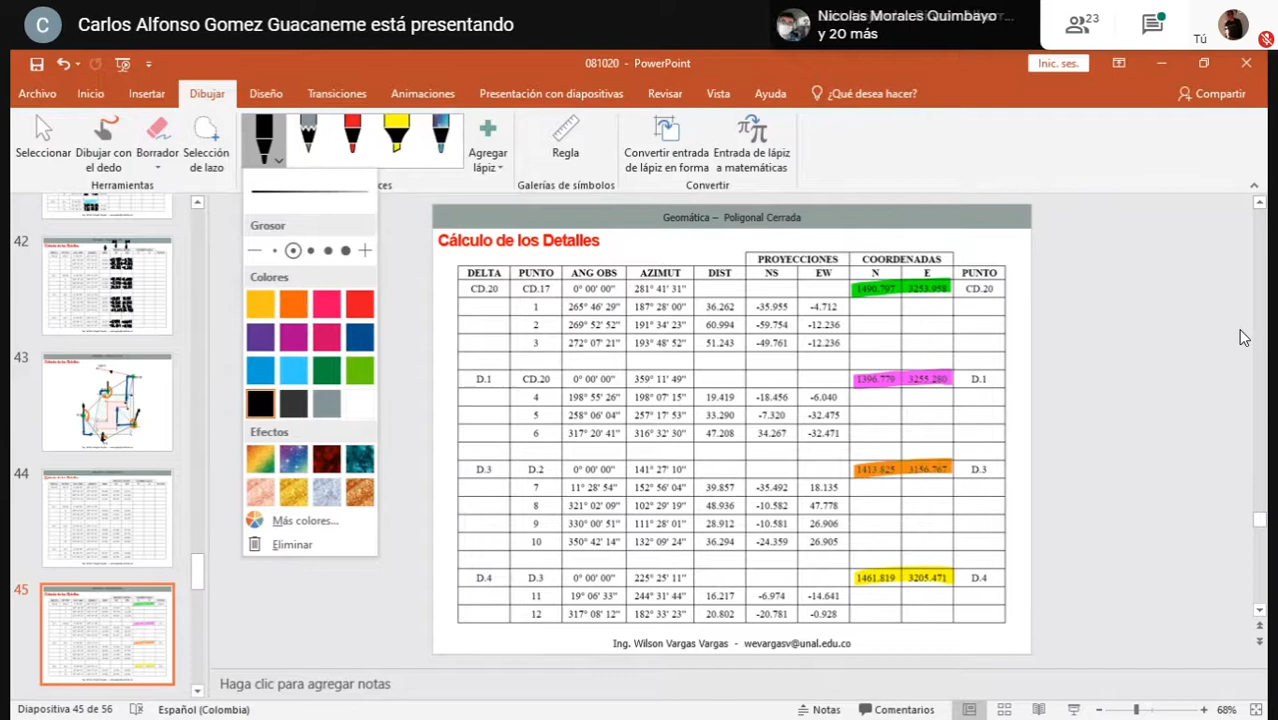 C Carlos Alfonso Gomez Guacaneme está presentando
Nicolas Morales Quimbayo
y 20 más
23
Tú
081020 - PowerPoint
Inic. ses.
Archivo Inicio Insertar Dibujar Diseño Transiciones Animaciones Presentación con diapositivas Revisar Vista Ayuda ¿Qué desea hacer? Compartir
Seleccionar Dibujar con el dedo Borrador Selección de lazo
Agregar lápiz Regla Convertir entrada de lápiz en forma Entrada de lápiz a matemáticas
Herramientas ces Galerías de símbolos Convertir
Grosor
Colores
Efectos
Más colores...
Eliminar
42
43
44
45
Geomática – Poligonal Cerrada
Cálculo de los Detalles
PROYECCIONES COORDENADAS
DELTA PUNTO ANG OBS AZIMUT DIST NS EW N E PUNTO
CD.20 CD.17 0° 00' 00" 281° 41' 31" 1490.797 3253.958 CD.20
1 265° 46' 29" 187° 28' 00" 36.262 -35.955 -4.712
2 269° 52' 52" 191° 34' 23" 60.994 -59.754 -12.236
3 272° 07' 21" 193° 48' 52" 51.243 -49.761 -12.236
D.1 CD.20 0° 00' 00" 359° 11' 49" 1396.779 3255.280 D.1
4 198° 55' 26" 198° 07' 15" 19.419 -18.456 -6.040
5 258° 06' 04" 257° 17' 53" 33.290 -7.320 -32.475
6 317° 20' 41" 316° 32' 30" 47.208 34.267 -32.471
D.3 D.2 0° 00' 00" 141° 27' 10" 1413.825 3156.767 D.3
7 11° 28' 54" 152° 56' 04" 39.857 -35.492 18.135
8 321° 02' 09" 102° 29' 19" 48.936 -10.582 47.778
9 330° 00' 51" 111° 28' 01" 28.912 -10.581 26.906
10 350° 42' 14" 132° 09' 24" 36.294 -24.359 26.905
D.4 D.3 0° 00' 00" 225° 25' 11" 1461.819 3205.471 D.4
11 19° 06' 33" 244° 31' 44" 16.217 -6.974 -14.641
12 317° 08' 12" 182° 33' 23" 20.802 -20.781 -0.928
Ing. Wilson Vargas Vargas - wevargasv@unal.edu.co
Haga clic para agregar notas
Diapositiva 45 de 56 Español (Colombia) Notas Comentarios 68%